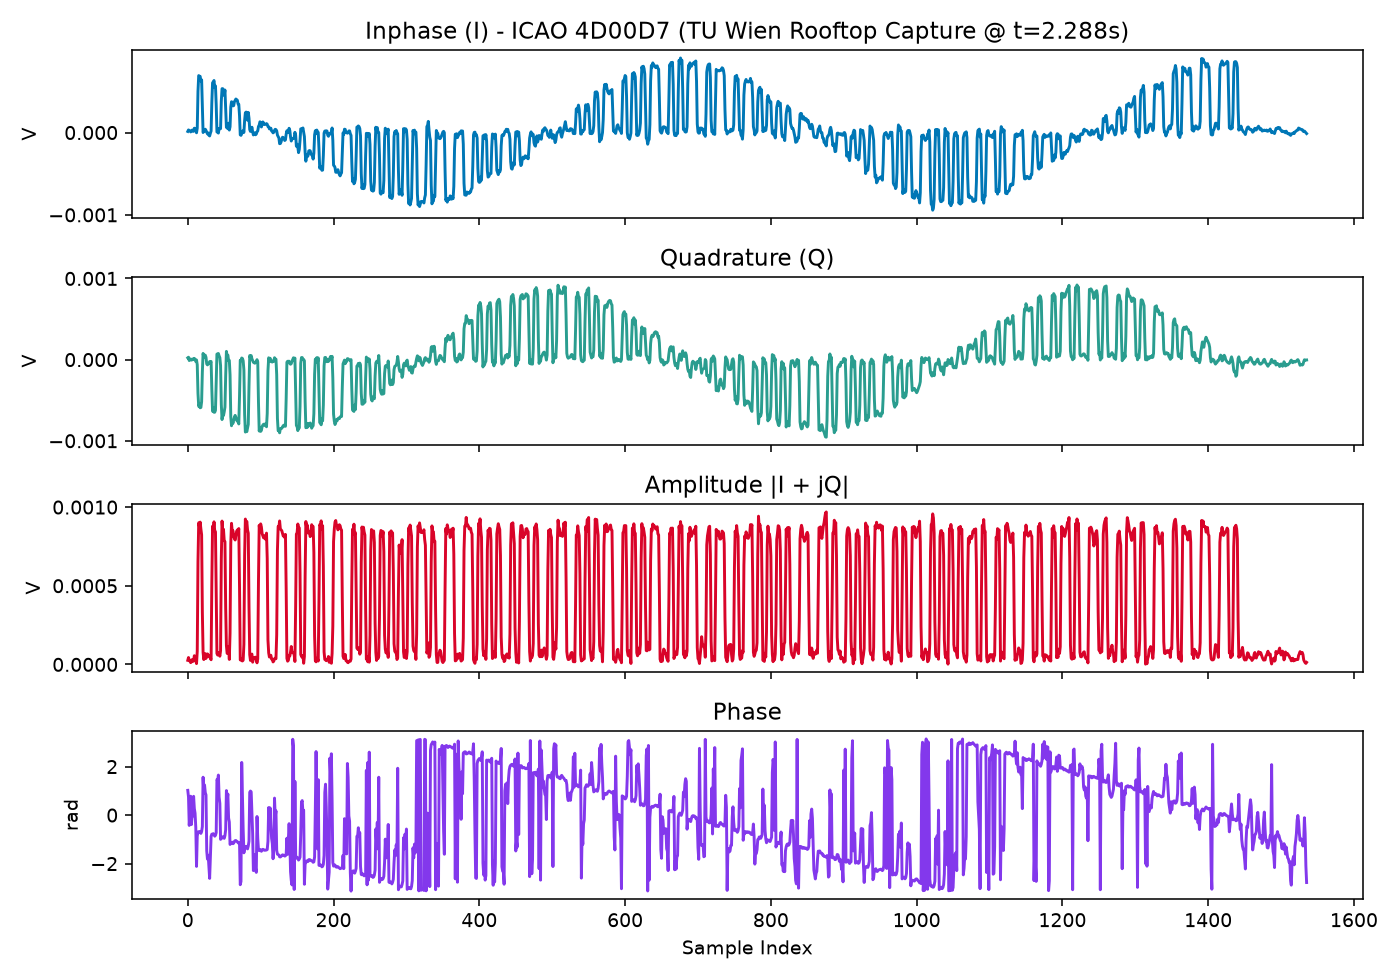 Inphase (I) - ICAO 4D00D7 (TU Wien Rooftop Capture @ t=2.288s)
V
0.000
−0.001
Quadrature (Q)
V
0.001
0.000
−0.001
Amplitude |I + jQ|
V
0.0010
0.0005
0.0000
Phase
rad
2
0
−2
0 200 400 600 800 1000 1200 1400 1600
Sample Index